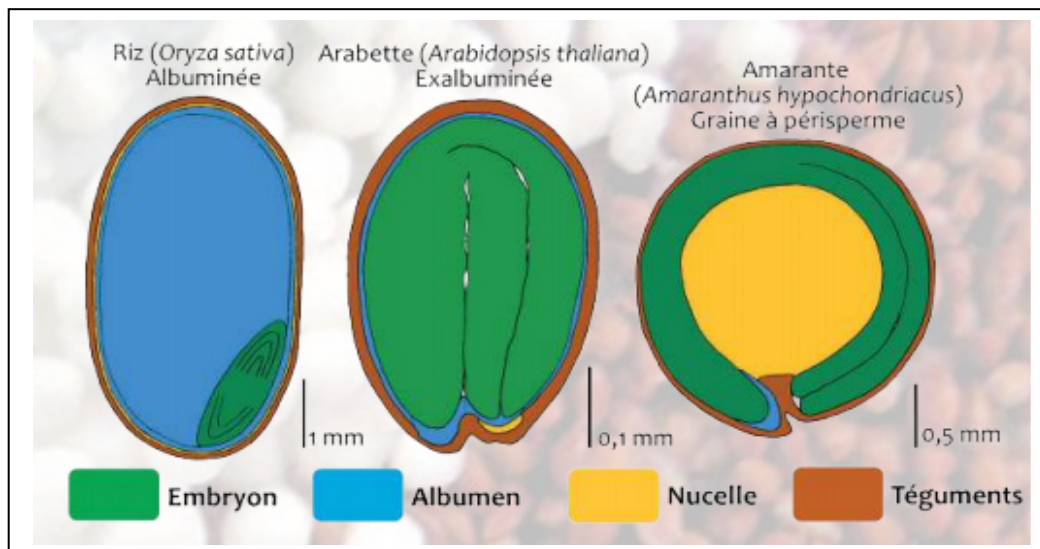 Riz (Oryza sativa)
Albuminée
Arabette (Arabidopsis thaliana)
Exalbuminée
Amarante
(Amaranthus hypochondriacus)
Graine à périsperme
1 mm
0,1 mm
0,5 mm
Embryon
Albumen
Nucelle
Téguments